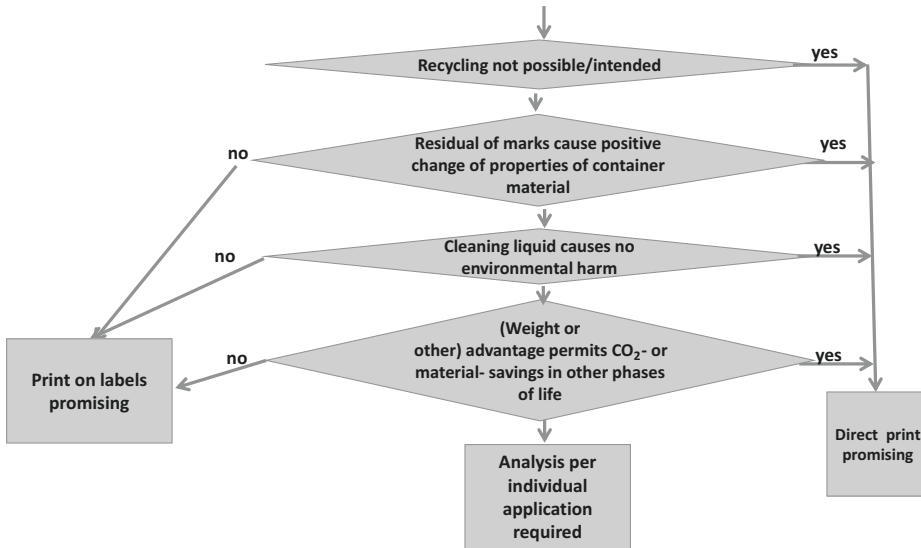 yes
Recycling not possible/intended
no
Residual of marks cause positive
change of properties of container
material
yes
no
Cleaning liquid causes no
environmental harm
yes
(Weight or
other) advantage permits CO₂- or
material- savings in other phases
of life
no
yes
Print on labels
promising
Direct print
promising
Analysis per
individual
application
required